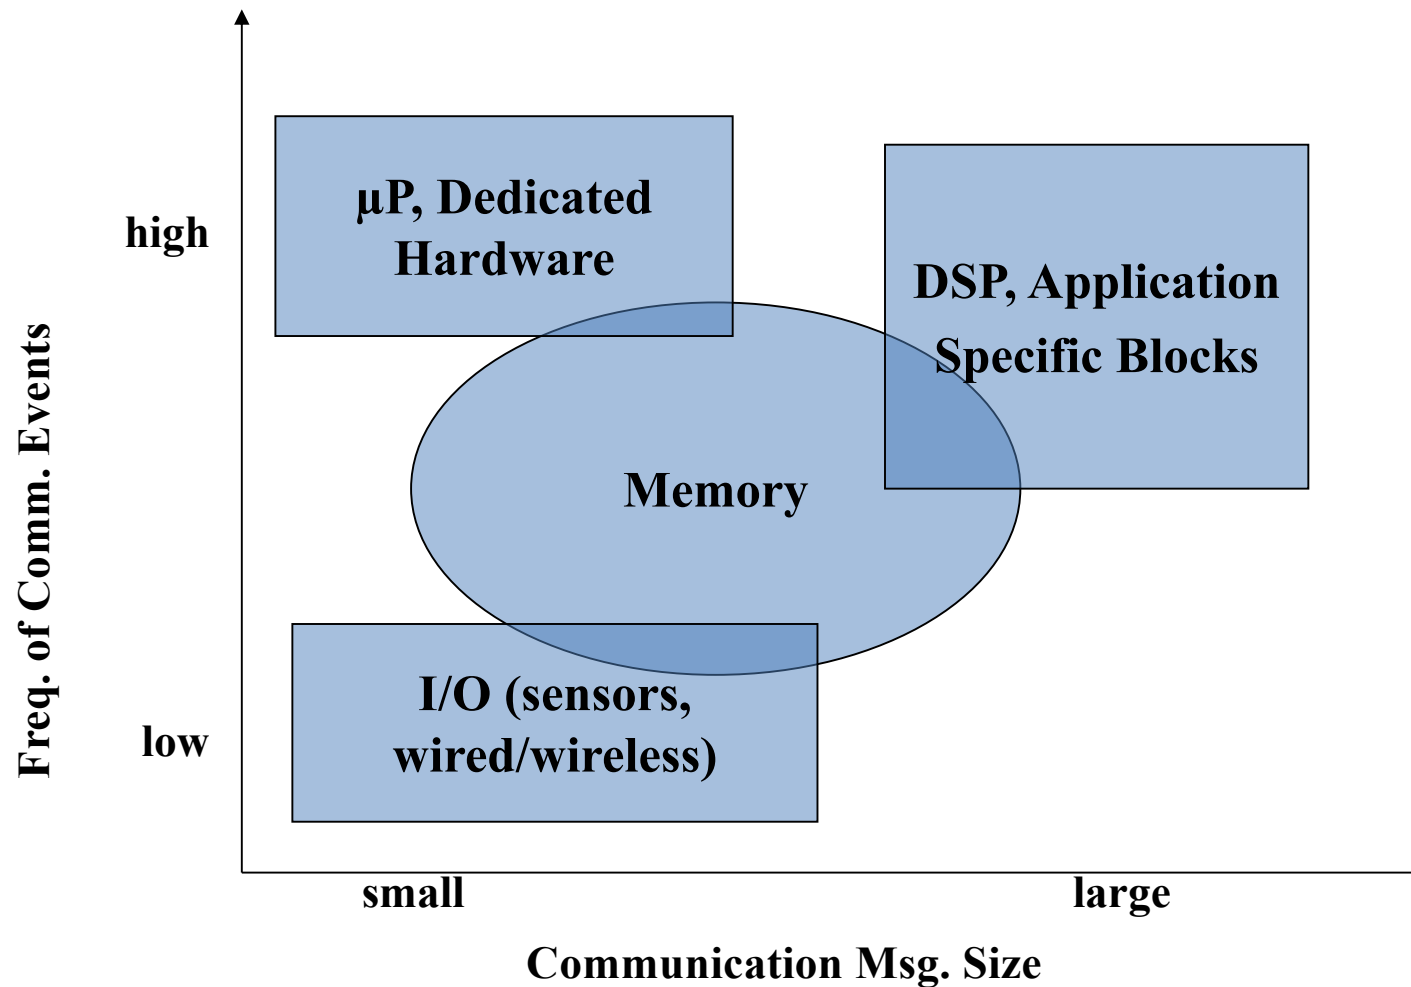 µP, Dedicated
Hardware
high
DSP, Application
Specific Blocks
Memory
Freq. of Comm. Events
I/O (sensors,
wired/wireless)
low
small
large
Communication Msg. Size